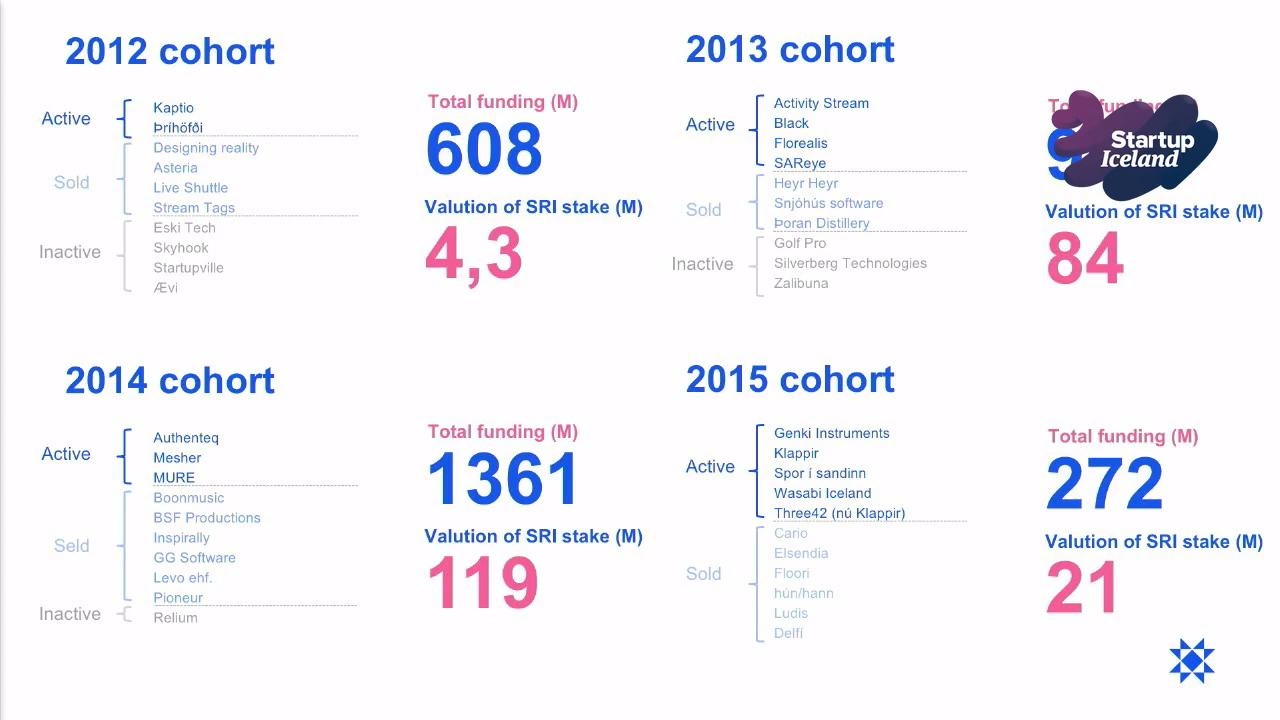 2012 cohort
Active
Kaptio
Þríhöfði
Sold
Designing reality
Asteria
Live Shuttle
Stream Tags
Inactive
Eski Tech
Skyhook
Startupville
Ævi
Total funding (M)
608
Valution of SRI stake (M)
4,3
2013 cohort
Active
Activity Stream
Black
Florealis
SAReye
Sold
Heyr Heyr
Snjóhús software
Þoran Distillery
Inactive
Golf Pro
Silverberg Technologies
Zalibuna
Startup
Iceland
Valution of SRI stake (M)
84
2014 cohort
Active
Authenteq
Mesher
MURE
Seld
Boonmusic
BSF Productions
Inspirally
GG Software
Levo ehf.
Pioneur
Inactive
Relium
Total funding (M)
1361
Valution of SRI stake (M)
119
2015 cohort
Active
Genki Instruments
Klappir
Spor í sandinn
Wasabi Iceland
Three42 (nú Klappir)
Sold
Cario
Elsendia
Floori
hún/hann
Ludis
Delfí
Total funding (M)
272
Valution of SRI stake (M)
21